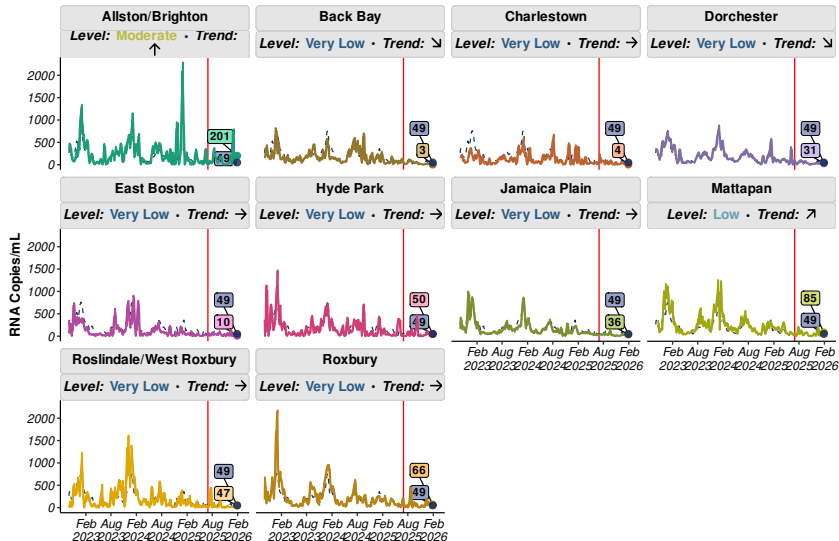 Allston/Brighton
Level: Moderate · Trend: ↑
Back Bay
Level: Very Low · Trend: ↘
Charlestown
Level: Very Low · Trend: →
Dorchester
Level: Very Low · Trend: ↘
2000
1500
1000
500
0
201
49
49
3
49
4
49
31
East Boston
Level: Very Low · Trend: →
Hyde Park
Level: Very Low · Trend: →
Jamaica Plain
Level: Very Low · Trend: →
Mattapan
Level: Low · Trend: ↗
RNA Copies/mL
2000
1500
1000
500
0
49
10
50
49
36
85
49
Feb 2023 Aug 2023 Feb 2024 Aug 2024 Feb 2025 Aug 2025 Feb 2026
Feb 2023 Aug 2023 Feb 2024 Aug 2024 Feb 2025 Aug 2025 Feb 2026
Roslindale/West Roxbury
Level: Very Low · Trend: →
Roxbury
Level: Very Low · Trend: →
2000
1500
1000
500
0
49
47
66
49
Feb 2023 Aug 2023 Feb 2024 Aug 2024 Feb 2025 Aug 2025 Feb 2026
Feb 2023 Aug 2023 Feb 2024 Aug 2024 Feb 2025 Aug 2025 Feb 2026